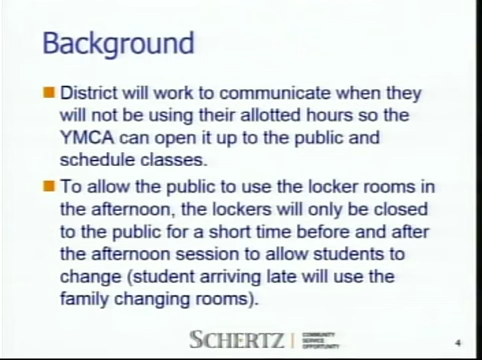 Background
District will work to communicate when they
will not be using their allotted hours so the
YMCA can open it up to the public and
schedule classes.
To allow the public to use the locker rooms in
the afternoon, the lockers will only be closed
to the public for a short time before and after
the afternoon session to allow students to
change (student arriving late will use the
family changing rooms).
SCHERTZ
COMMUNITY
SERVICE
OPPORTUNITY
4